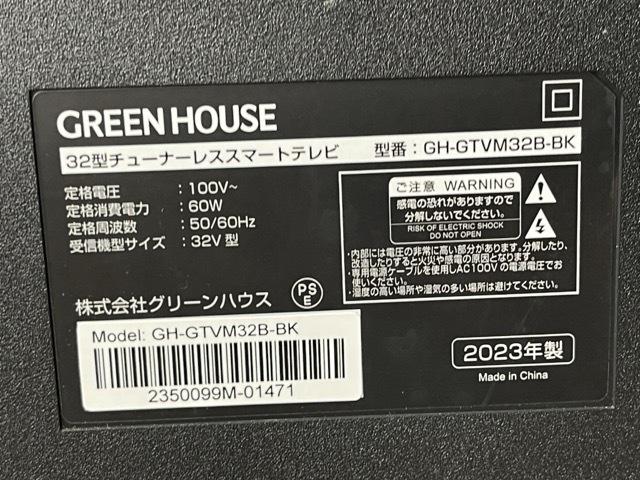 GREEN HOUSE
32型チューナーレススマートテレビ 型番：GH-GTVM32B-BK
定格電圧 : 100V~
定格消費電力 : 60W
定格周波数 : 50/60Hz
受信機型サイズ : 32V 型
ご注意 WARNING
感電の恐れがありますので
分解しないでください。
RISK OF ELECTRIC SHOCK
DO NOT OPEN
・内部には電圧の非常に高い部分があります。分解したり、
改造したりすると火災や感電の原因となります。
・専用電源ケーブルを使用しAC100V の電源電圧でお
使いください。
・湿度の高い場所や湿気の多い場所は避けてください。
株式会社グリーンハウス
PS
E
Model: GH-GTVM32B-BK
2350099M-01471
2023年製
Made in China